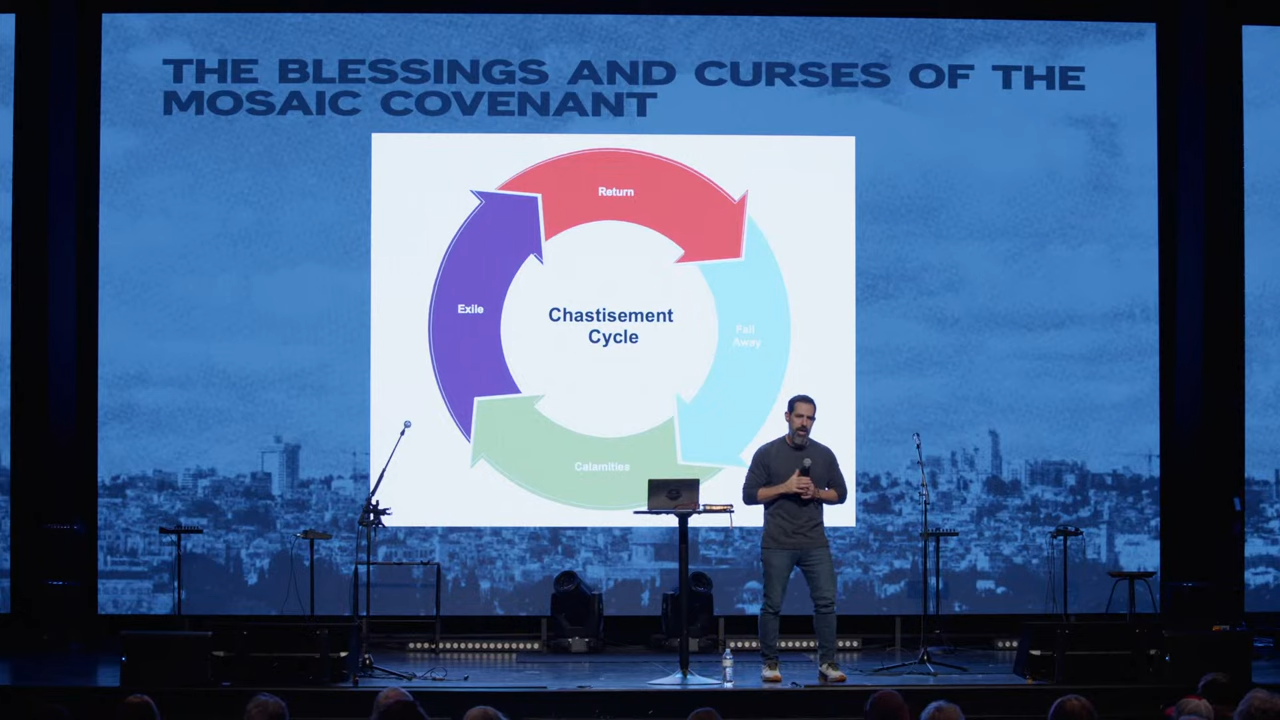 THE BLESSINGS AND CURSES OF THE
MOSAIC COVENANT
Return
Exile
Chastisement
Cycle
Fall
Away
Calamities